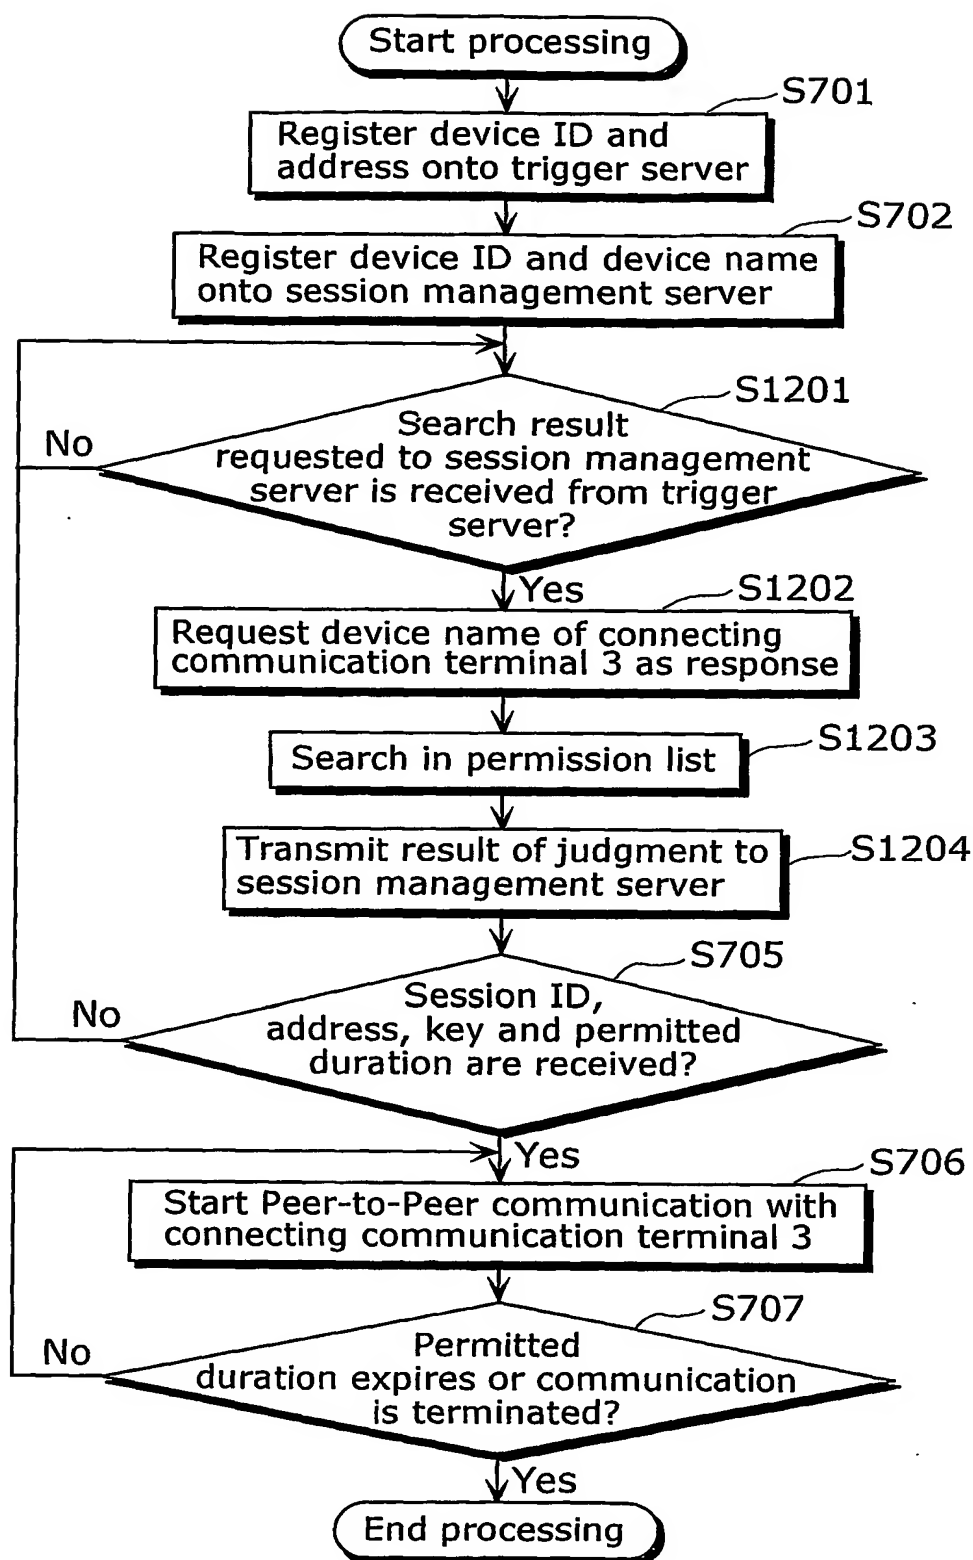 Start processing
S701
Register device ID and
address onto trigger server
S702
Register device ID and device name
onto session management server
S1201
Search result
requested to session management
server is received from trigger
server?
No
Yes
S1202
Request device name of connecting
communication terminal 3 as response
S1203
Search in permission list
S1204
Transmit result of judgment to
session management server
S705
Session ID,
address, key and permitted
duration are received?
No
Yes
S706
Start Peer-to-Peer communication with
connecting communication terminal 3
S707
Permitted
duration expires or communication
is terminated?
No
Yes
End processing